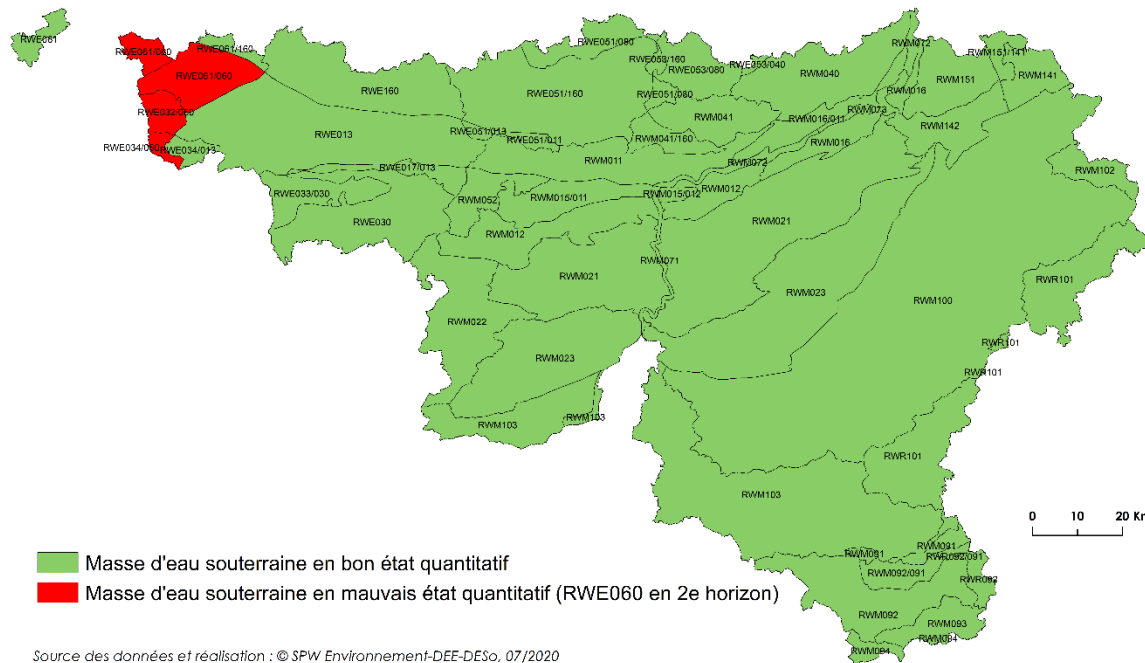 RWE061
RWE061/060
RWE051/160
RWE061/060
RWE032/060
RWE034/060
RWE034/013
RWE160
RWE013
RWE051/080
RWE053/160
RWE053/080
RWE053/040
RWE051/160
RWE051/080
RWM040
RWM072
RWM151/141
RWM141
RWM151
RWM016
RWM073
RWM142
RWM041
RWM016/011
RWM016
RWE051/013
RWE051/011
RWM041/160
RWM011
RWM072
RWM102
RWE017/013
RWE033/030
RWE030
RWM052
RWM015/011
RWM015/012
RWM012
RWM012
RWM021
RWM021
RWM071
RWM022
RWM023
RWM023
RWM100
RWR101
RWR101
RWR101
RWM103
RWM103
RWR101
RWM103
RWM091
RWM091
RWR092/091
RWM092/091
RWR092
RWM092
RWM093
RWM094
RWM094
0 10 20 Km
Masse d'eau souterraine en bon état quantitatif
Masse d'eau souterraine en mauvais état quantitatif (RWE060 en 2e horizon)
Source des données et réalisation : © SPW Environnement-DEE-DESo, 07/2020